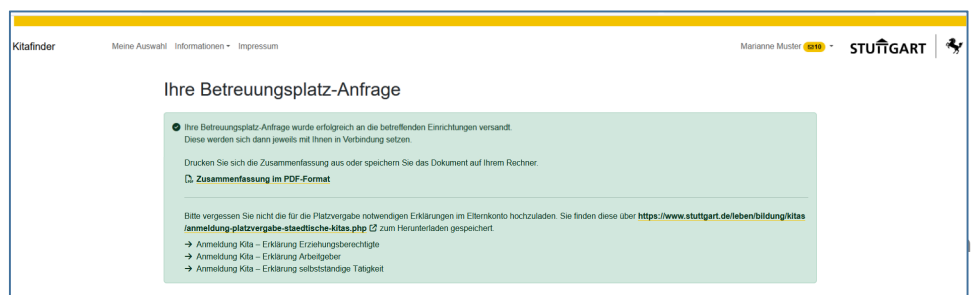 Kitafinder Meine Auswahl Informationen Impressum Marianne Muster 52:10 STUTTGART
Ihre Betreuungsplatz-Anfrage
Ihre Betreuungsplatz-Anfrage wurde erfolgreich an die betreffenden Einrichtungen versandt.
Diese werden sich dann jeweils mit Ihnen in Verbindung setzen.
Drucken Sie sich die Zusammenfassung aus oder speichern Sie das Dokument auf Ihrem Rechner.
Zusammenfassung im PDF-Format
Bitte vergessen Sie nicht die für die Platzvergabe notwendigen Erklärungen im Elternkonto hochzuladen. Sie finden diese über https://www.stuttgart.de/leben/bildung/kitas
/anmeldung-platzvergabe-staedtische-kitas.php zum Herunterladen gespeichert.
→ Anmeldung Kita – Erklärung Erziehungsberechtigte
→ Anmeldung Kita – Erklärung Arbeitgeber
→ Anmeldung Kita – Erklärung selbstständige Tätigkeit